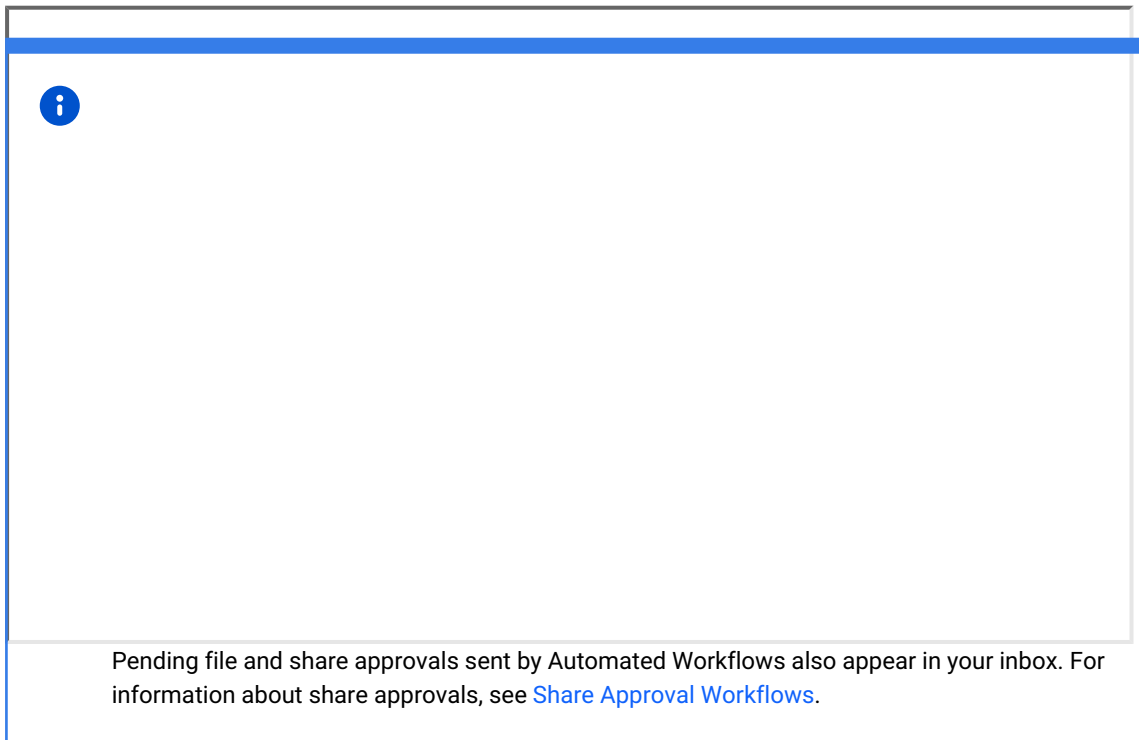 Pending file and share approvals sent by Automated Workflows also appear in your inbox. For
information about share approvals, see Share Approval Workflows.